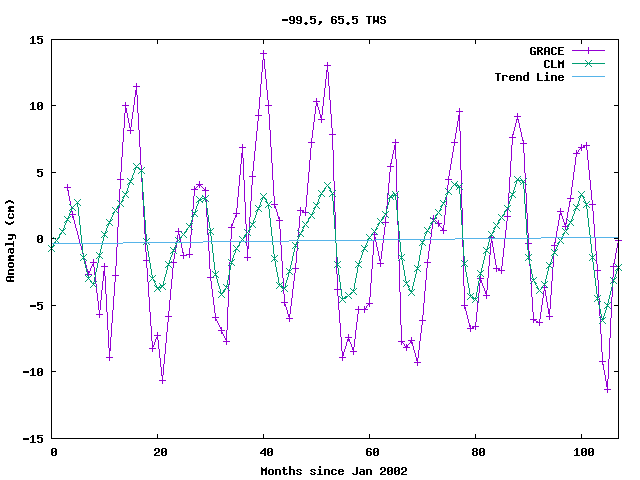 -99.5, 65.5 TWS
GRACE
CLM
Trend Line
15
10
5
0
-5
-10
-15
Anomaly (cm)
0 20 40 60 80 100
Months since Jan 2002